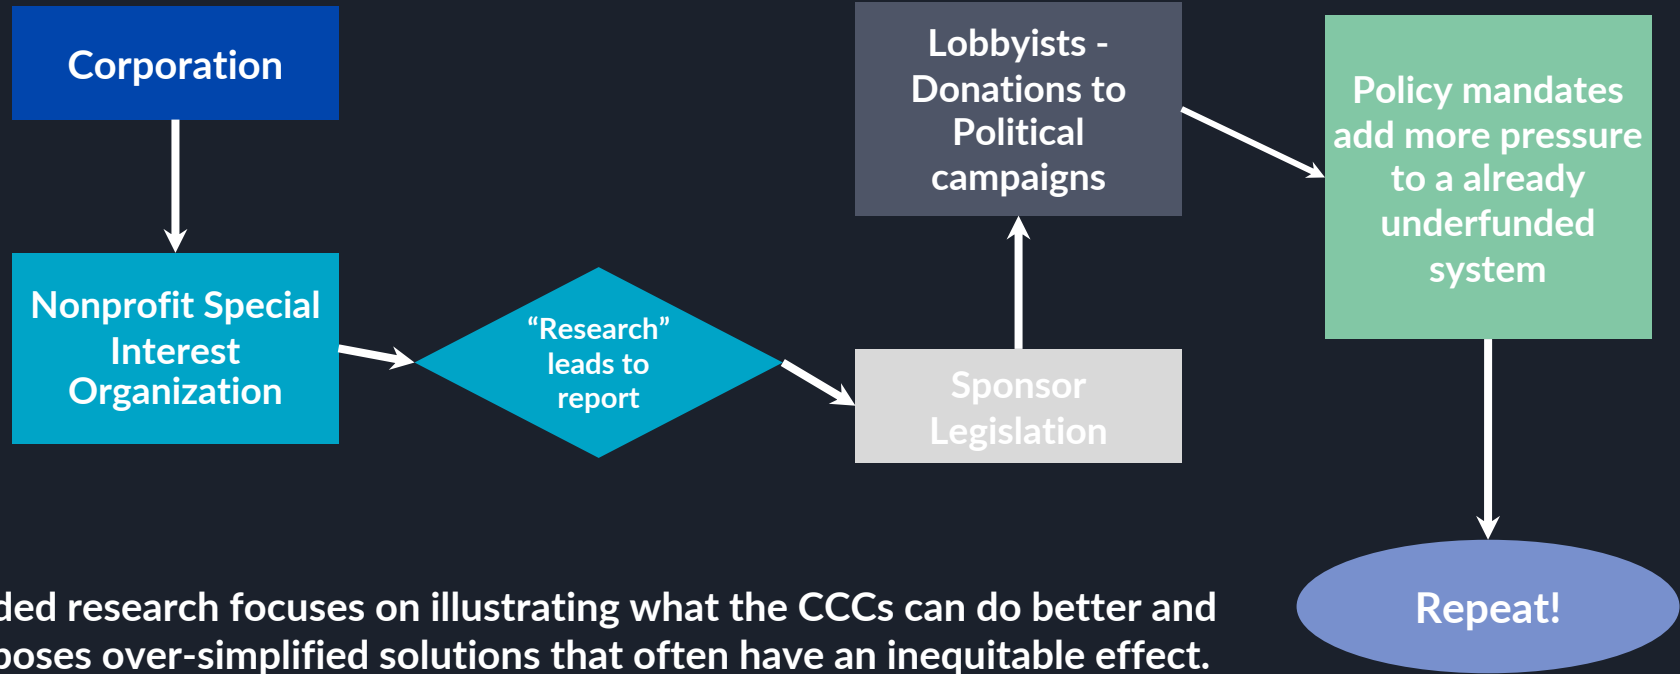 Corporation
Nonprofit Special
Interest
Organization
“Research”
leads to
report
Sponsor
Legislation
Lobbyists -
Donations to
Political
campaigns
Policy mandates
add more pressure
to a already
underfunded
system
Repeat!
research focuses on illustrating what the CCCs can do better and
over-simplified solutions that often have an inequitable effect.